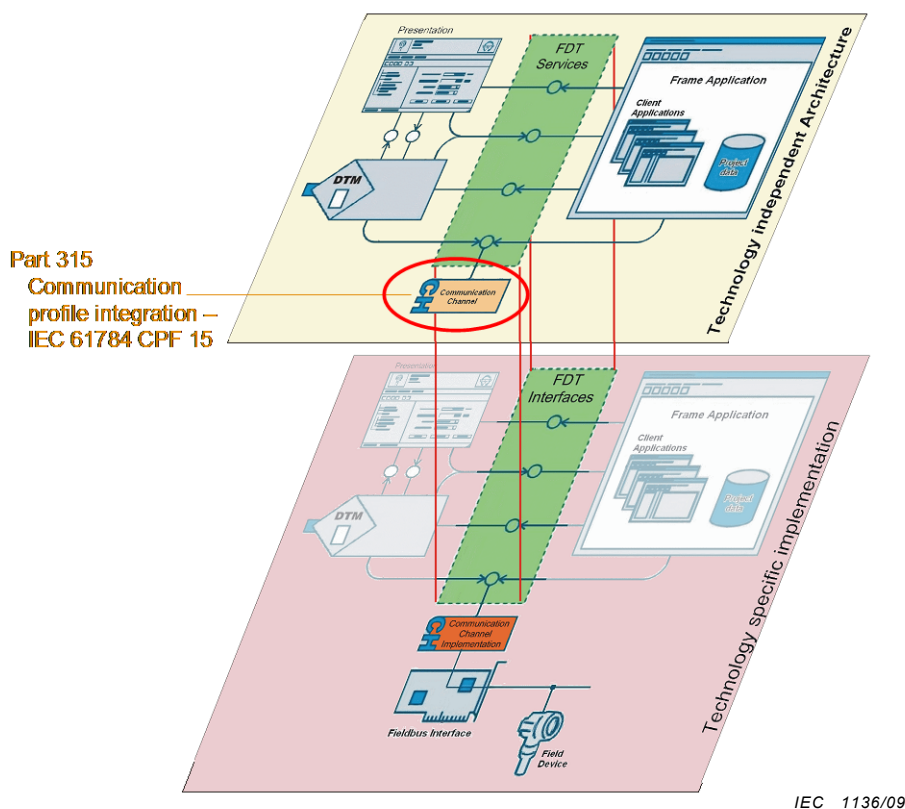 Presentation
FDT
Services
Frame Application
Client
Applications
Project
data
DTM
Technology independent Architecture
Part 315
Communication
profile integration –
IEC 61784 CPF 15
CH
Communication
Channel
Presentation
FDT
Interfaces
Frame Application
Client
Applications
Project
data
DTM
Technology specific implementation
CH
Communication
Channel
Implementation
Fieldbus Interface
Field
Device
IEC 1136/09